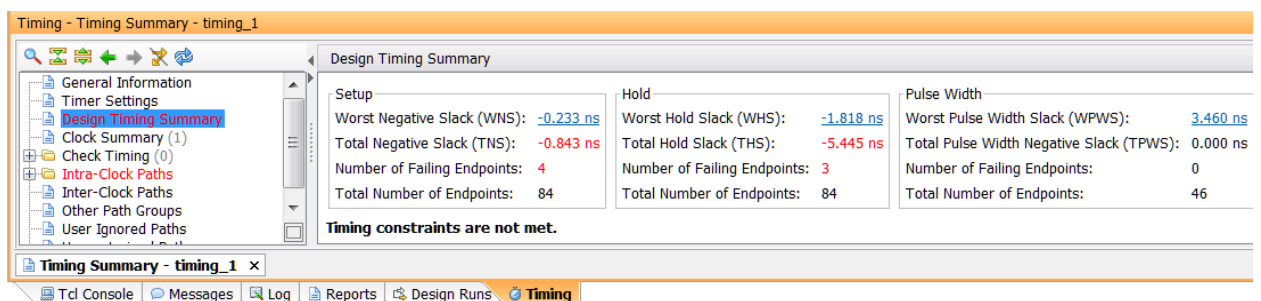 Timing - Timing Summary - timing_1
General Information
Timer Settings
Design Timing Summary
Clock Summary (1)
Check Timing (0)
Intra-Clock Paths
Inter-Clock Paths
Other Path Groups
User Ignored Paths
Design Timing Summary
Setup
Worst Negative Slack (WNS): -0.233 ns
Total Negative Slack (TNS): -0.843 ns
Number of Failing Endpoints: 4
Total Number of Endpoints: 84
Hold
Worst Hold Slack (WHS): -1.818 ns
Total Hold Slack (THS): -5.445 ns
Number of Failing Endpoints: 3
Total Number of Endpoints: 84
Pulse Width
Worst Pulse Width Slack (WPWS): 3.460 ns
Total Pulse Width Negative Slack (TPWS): 0.000 ns
Number of Failing Endpoints: 0
Total Number of Endpoints: 46
Timing constraints are not met.
Timing Summary - timing_1 ×
Tcl Console Messages Log Reports Design Runs Timing